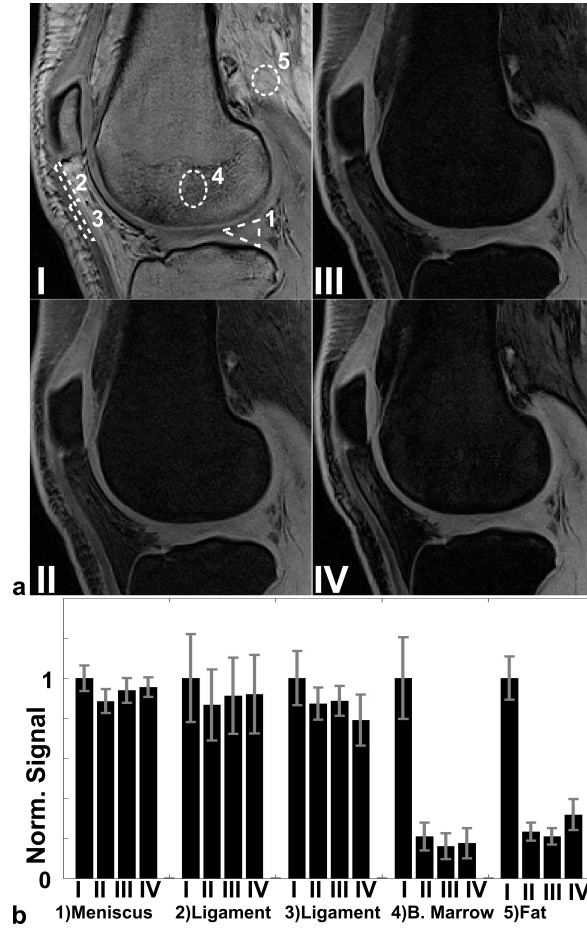 5
2
4
3
1
I
III
II
IV
a
1
Norm. Signal
0
I II III IV I II III IV I II III IV I II III IV I II III IV
1)Meniscus 2)Ligament 3)Ligament 4)B. Marrow 5)Fat
b